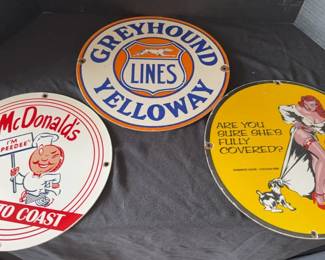 GREYHOUND
LINES
YELLOWAY
McDonald's
I'M
SPEEDEE
TO COAST
ARE YOU
SURE SHE'S
FULLY
COVERED?